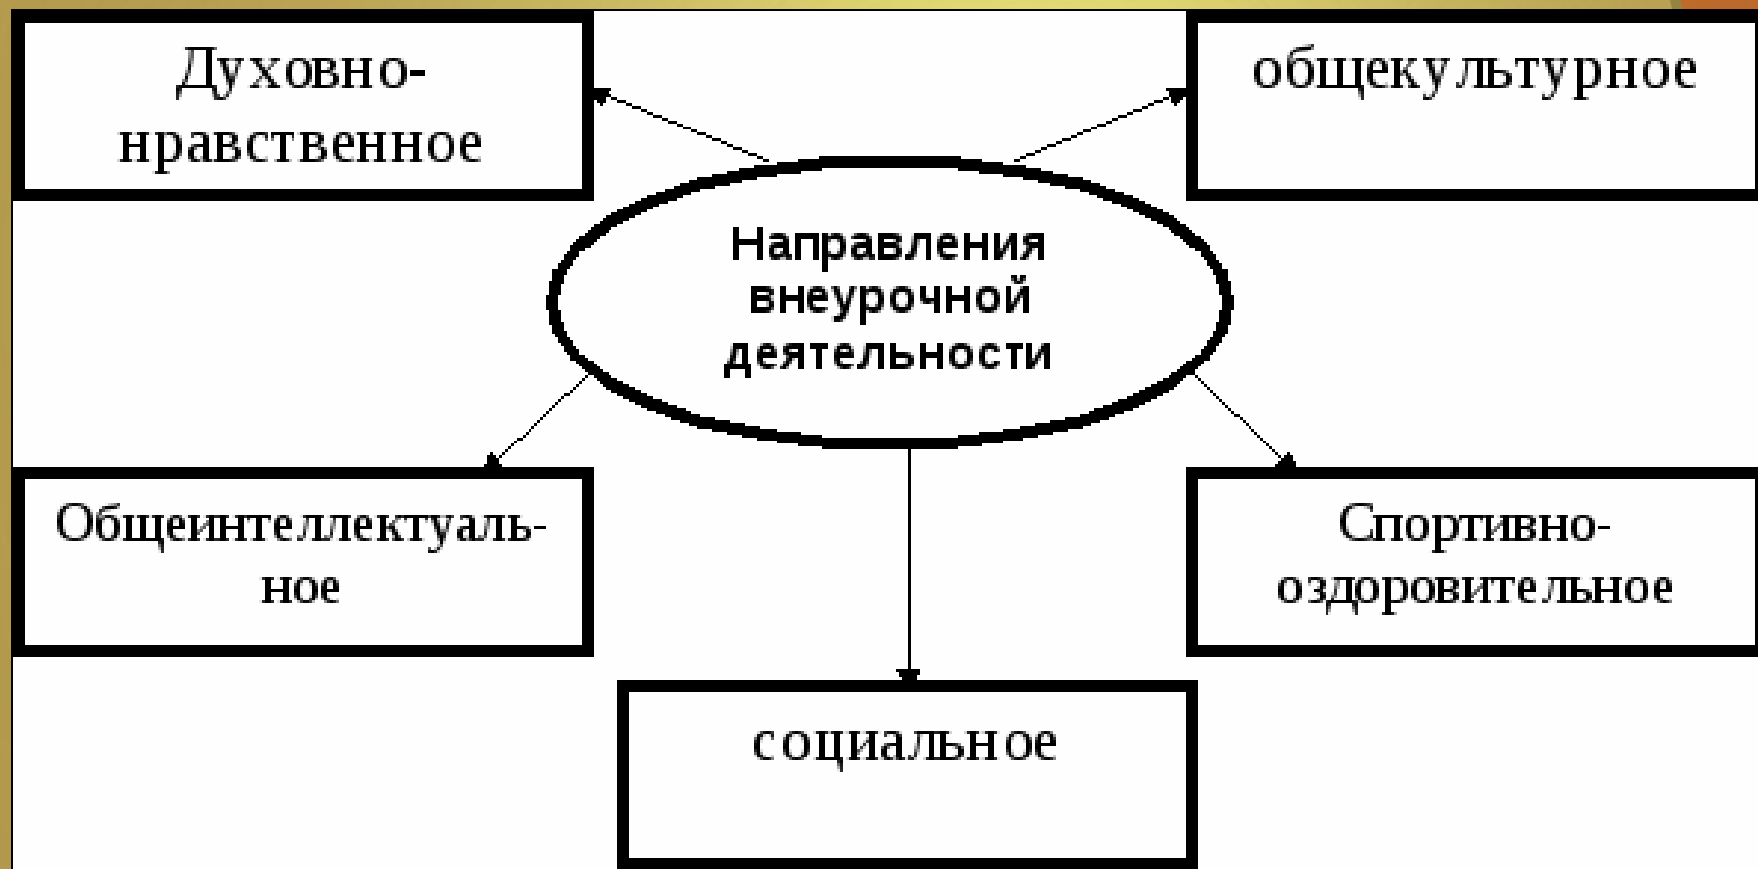 Духовно-
нравственное
общекультурное
Направления
внеурочной
деятельности
Общеинтеллектуаль-
ное
Спортивно-
оздоровительное
социальное